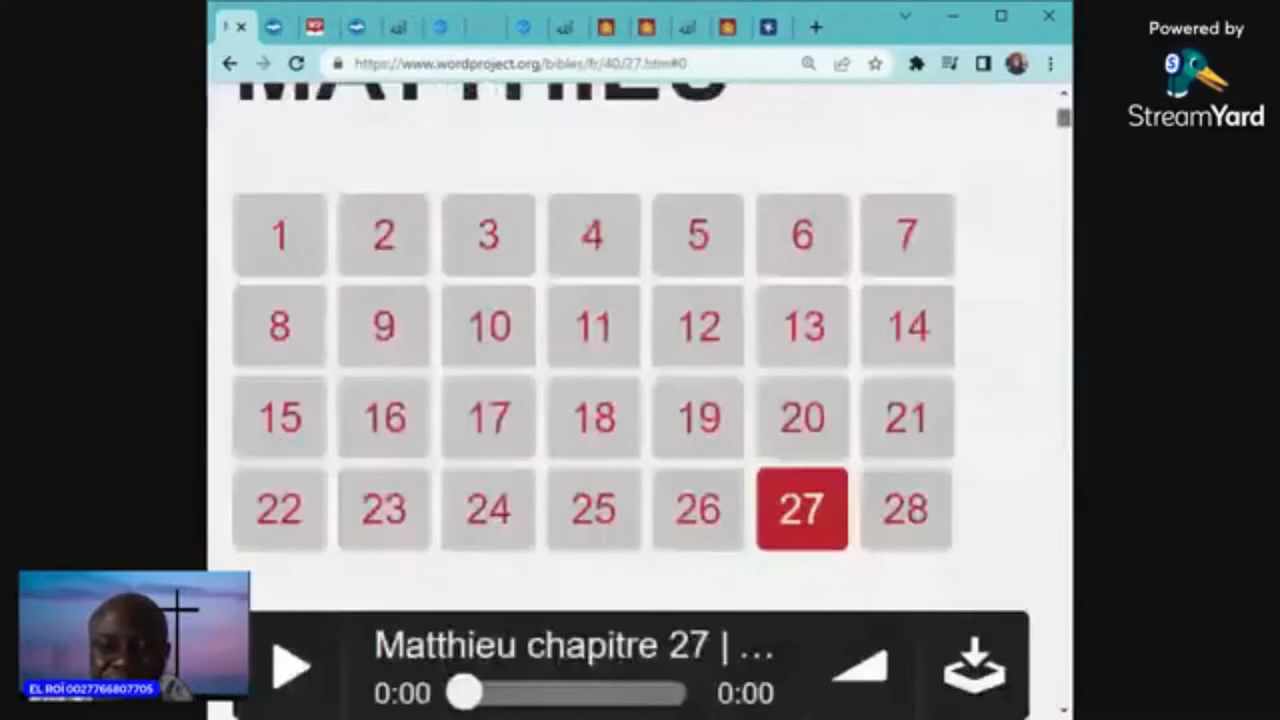 Powered by
StreamYard
https://www.wordproject.org/bibles/fr/40/27.htm#0
MATTHIEU
1 2 3 4 5 6 7
8 9 10 11 12 13 14
15 16 17 18 19 20 21
22 23 24 25 26 27 28
Matthieu chapitre 27 | ...
0:00 0:00
EL ROÏ 0027766807705